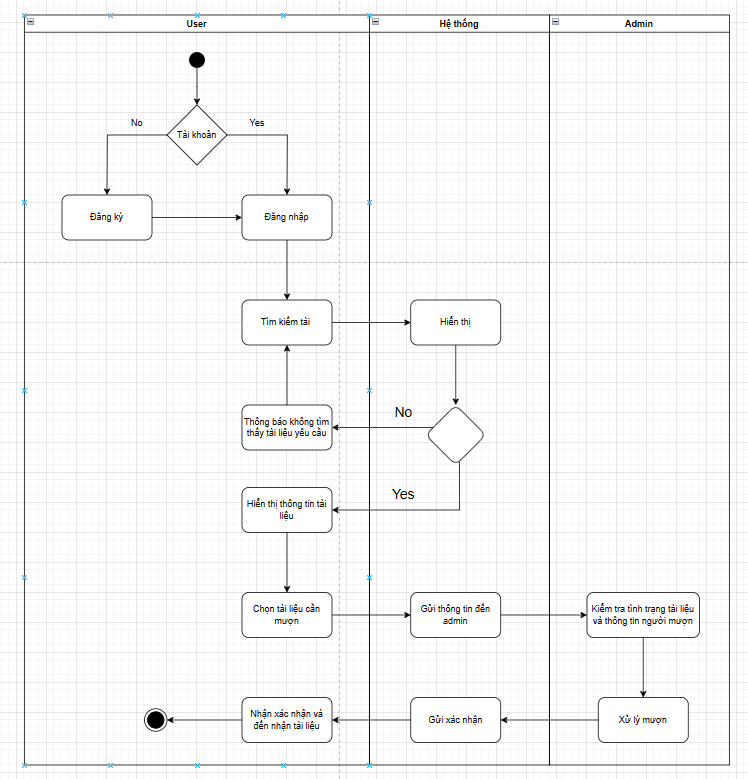 User
Hệ thống
Admin
No
Yes
Tài khoản
Đăng ký
Đăng nhập
Tìm kiếm tài
Hiển thị
No
Thông báo không tìm
thấy tài liệu yêu cầu
Yes
Hiển thị thông tin tài
liệu
Chọn tài liệu cần
mượn
Gửi thông tin đến
admin
Kiểm tra tình trạng tài liệu
và thông tin người mượn
Nhận xác nhận và
đến nhận tài liệu
Gửi xác nhận
Xử lý mượn